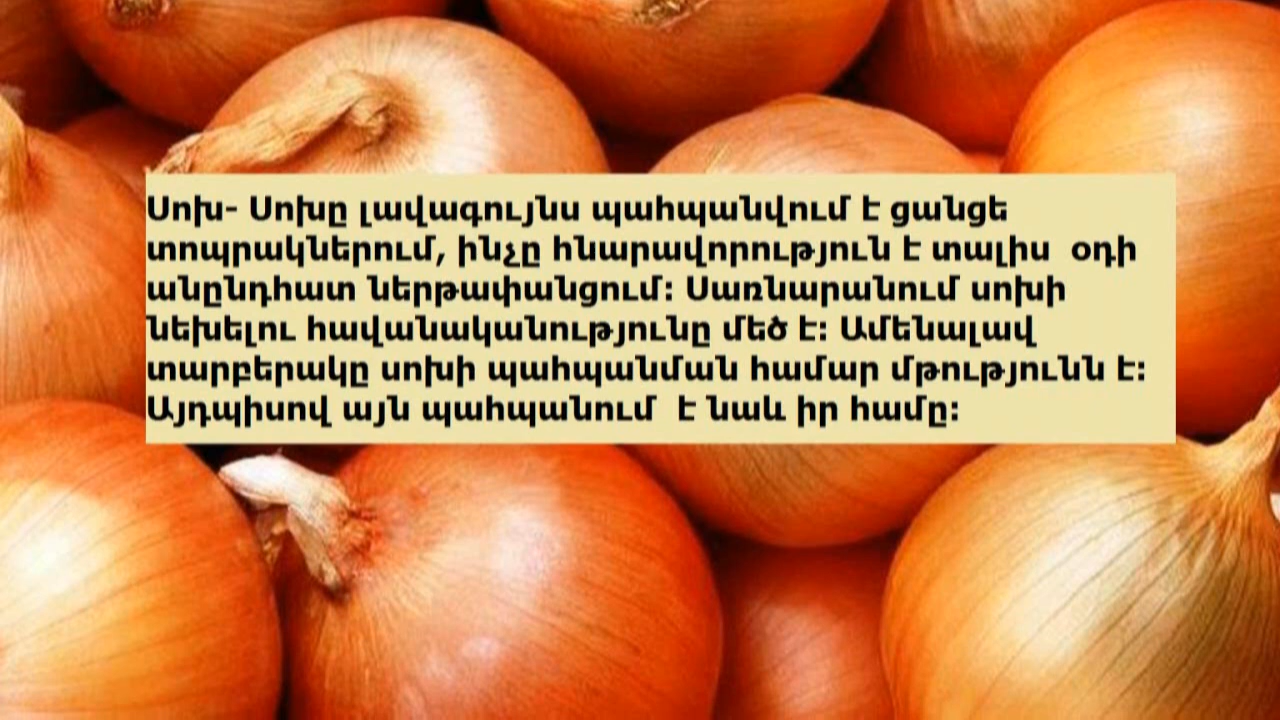 Սոխ- Սոխը լավագույնս պահպանվում է ցանցե
տոպրակներում, ինչը հնարավորություն է տալիս օդի
անընդհատ ներթափանցում: Սառնարանում սոխի
նեխելու հավանականությունը մեծ է: Ամենալավ
տարբերակը սոխի պահպանման համար մթությունն է:
Այդպիսով այն պահպանում է նաև իր համը: